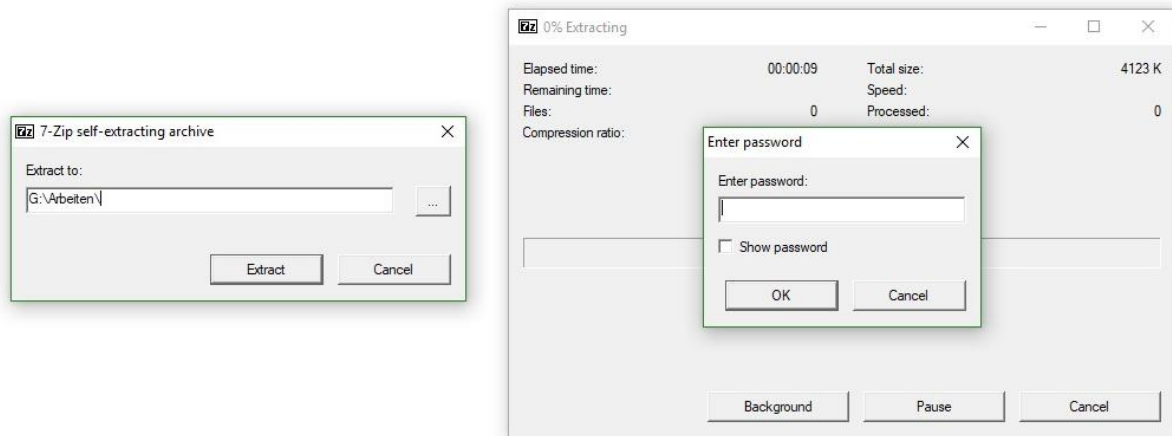 7z 7-Zip self-extracting archive
Extract to:
G:\Arbeiten\
...
Extract Cancel
7z 0% Extracting
Elapsed time: 00:00:09 Total size: 4123 K
Remaining time: Speed:
Files: 0 Processed: 0
Compression ratio:
Enter password
Enter password:
Show password
OK Cancel
Background Pause Cancel